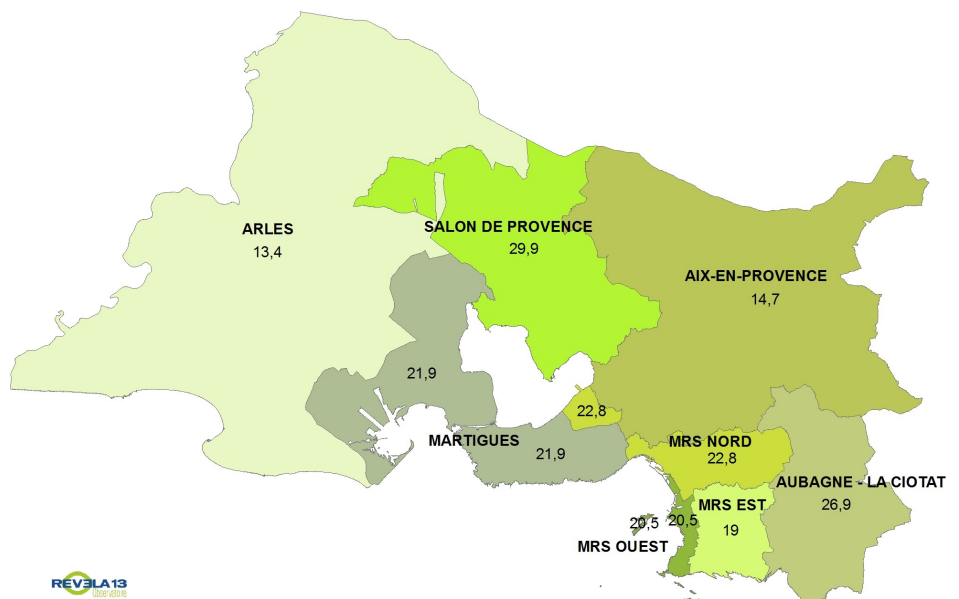 ARLES
13,4
SALON DE PROVENCE
29,9
AIX-EN-PROVENCE
14,7
21,9
22,8
MARTIGUES
21,9
MRS NORD
22,8
AUBAGNE - LA CIOTAT
26,9
MRS EST
19
20,5
20,5
MRS OUEST
REVELA13
Observatoire